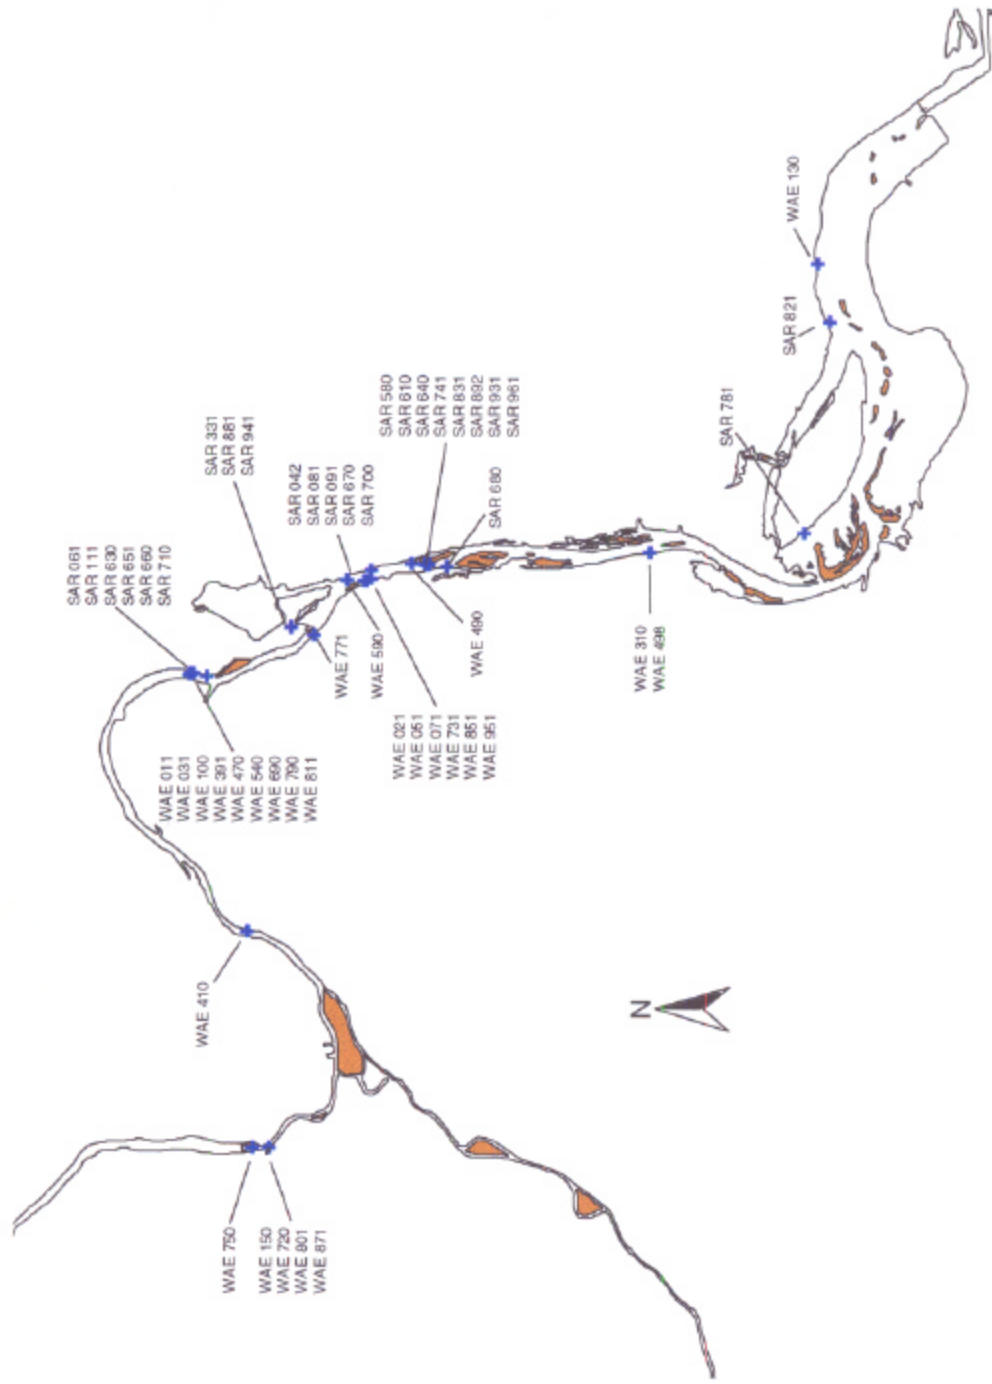 SAR 061
SAR 111
SAR 630
SAR 651
SAR 660
SAR 710
SAR 331
SAR 881
SAR 941
SAR 042
SAR 081
SAR 091
SAR 670
SAR 700
SAR 580
SAR 610
SAR 640
SAR 741
SAR 831
SAR 892
SAR 931
SAR 961
SAR 680
SAR 781
SAR 821
WAE 130
WAE 750
WAE 150
WAE 720
WAE 801
WAE 871
WAE 410
WAE 011
WAE 031
WAE 100
WAE 391
WAE 470
WAE 540
WAE 690
WAE 790
WAE 811
WAE 771
WAE 590
WAE 021
WAE 051
WAE 071
WAE 731
WAE 851
WAE 951
WAE 490
WAE 310
WAE 498
N